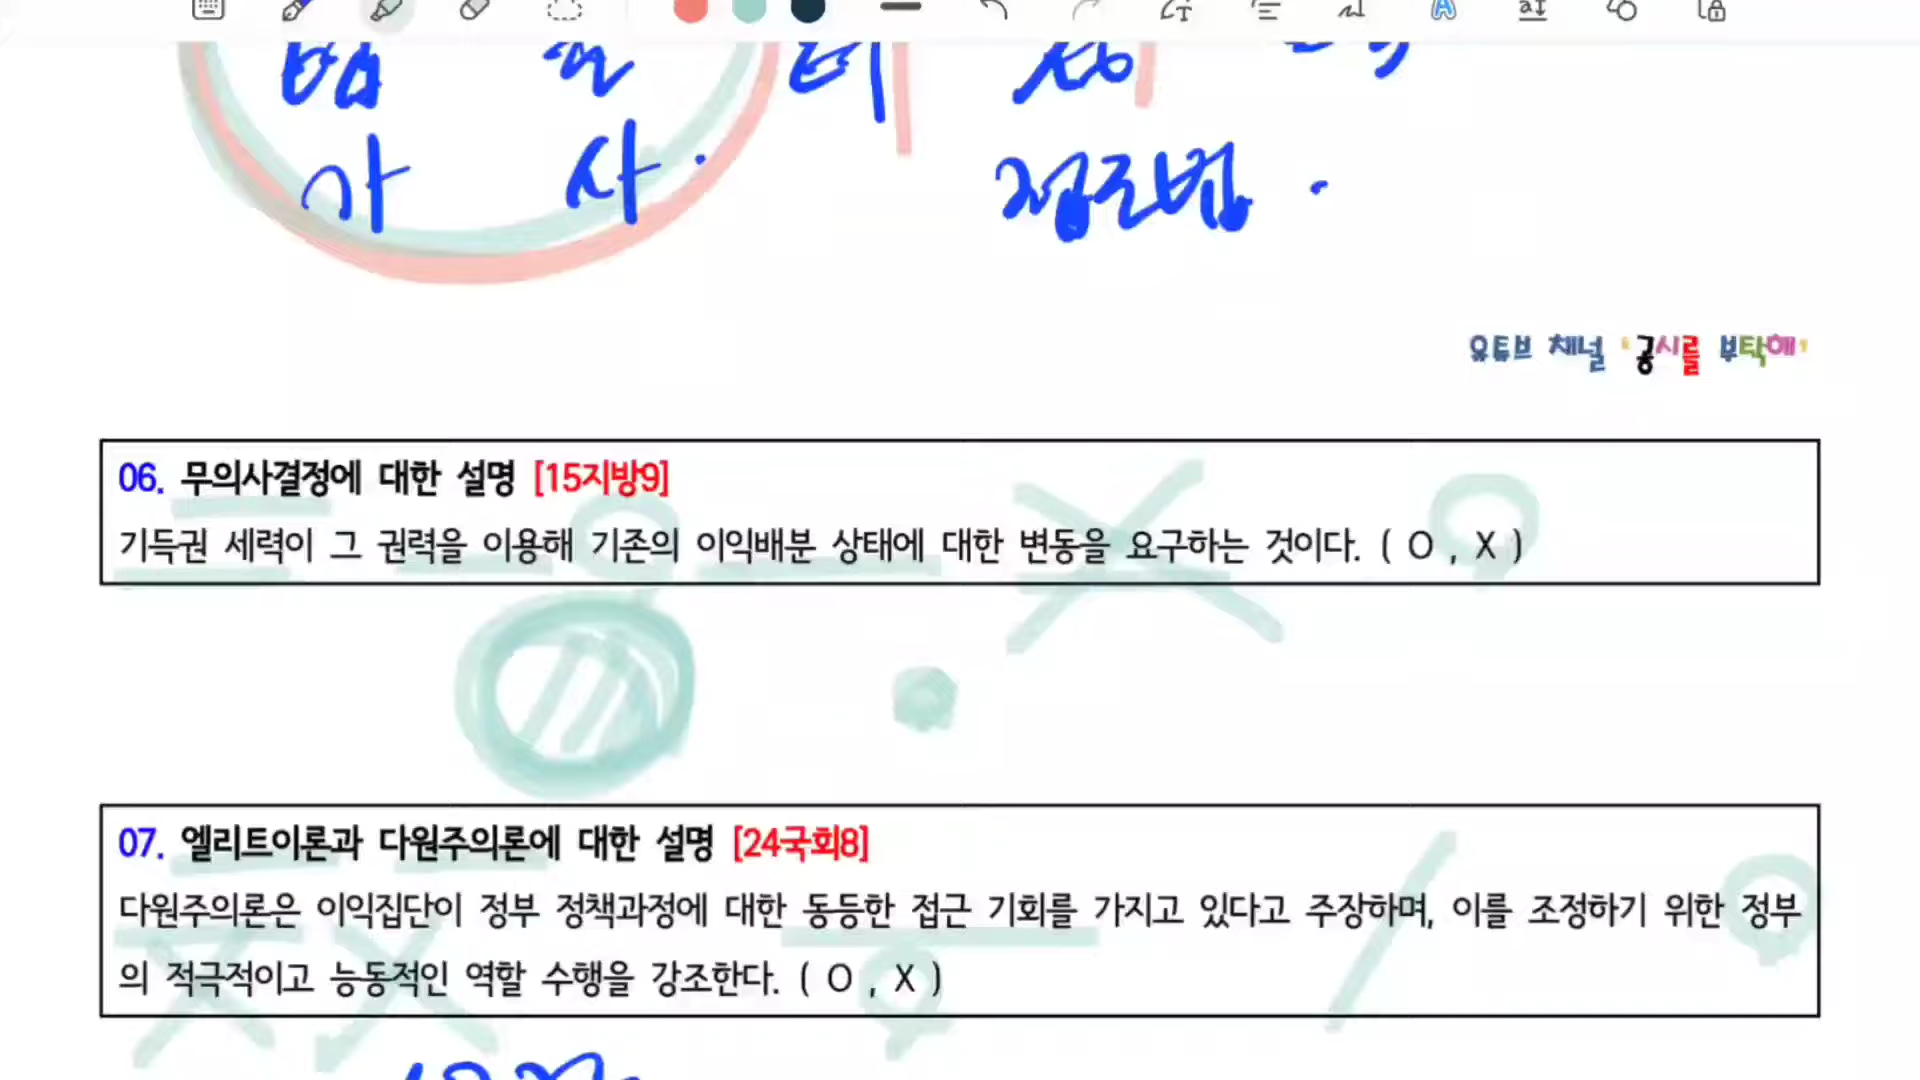 가 사.
유튜브 채널 '공시를 부탁해'
06. 무의사결정에 대한 설명 [15지방9]
기득권 세력이 그 권력을 이용해 기존의 이익배분 상태에 대한 변동을 요구하는 것이다. ( O , X )
07. 엘리트이론과 다원주의론에 대한 설명 [24국회8]
다원주의론은 이익집단이 정부 정책과정에 대한 동등한 접근 기회를 가지고 있다고 주장하며, 이를 조정하기 위한 정부
의 적극적이고 능동적인 역할 수행을 강조한다. ( O , X )